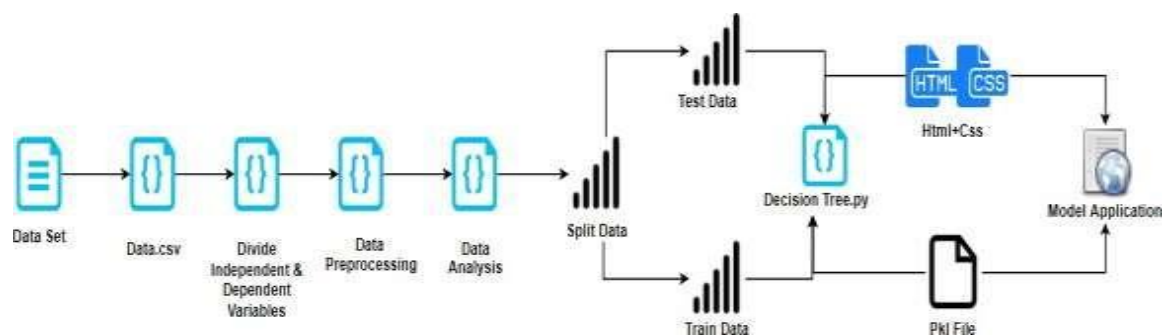 Data Set
Data.csv
Divide
Independent &
Dependent
Variables
Data
Preprocessing
Data
Analysis
Split Data
Test Data
Train Data
Decision Tree.py
HTML
CSS
Html+Css
Pkl File
Model Application